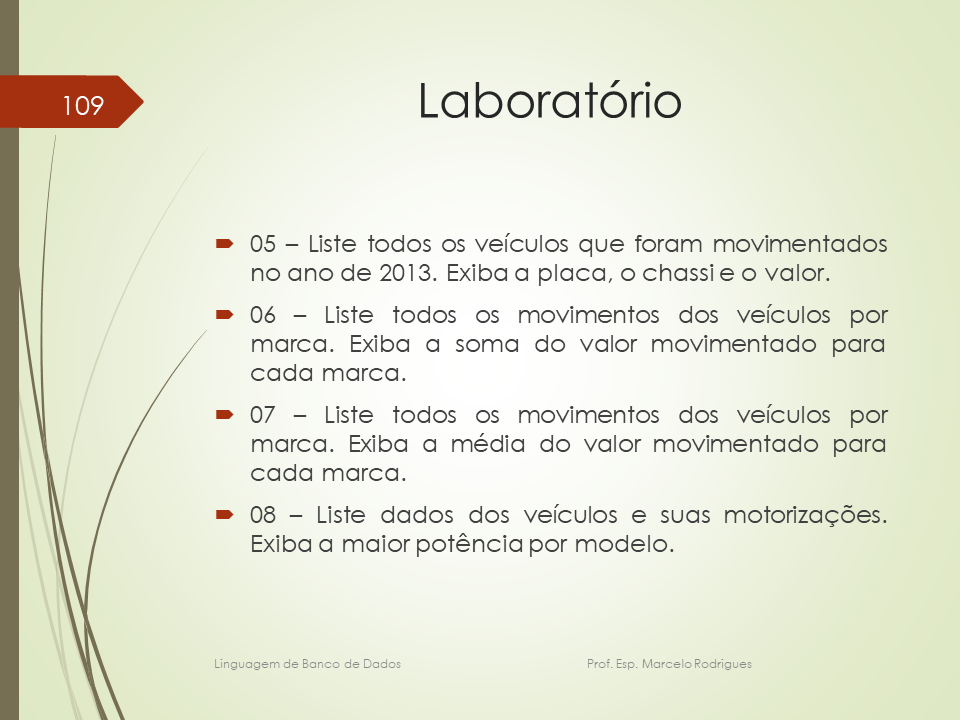 109
Laboratório
05 – Liste todos os veículos que foram movimentados
no ano de 2013. Exiba a placa, o chassi e o valor.
06 – Liste todos os movimentos dos veículos por
marca. Exiba a soma do valor movimentado para
cada marca.
07 – Liste todos os movimentos dos veículos por
marca. Exiba a média do valor movimentado para
cada marca.
08 – Liste dados dos veículos e suas motorizações.
Exiba a maior potência por modelo.
Linguagem de Banco de Dados Prof. Esp. Marcelo Rodrigues